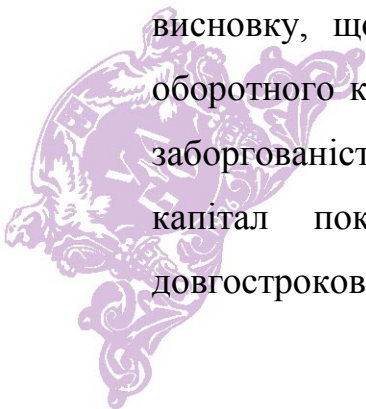 висновку, що
оборотного к
заборгованіст
капітал пок
довгостроков